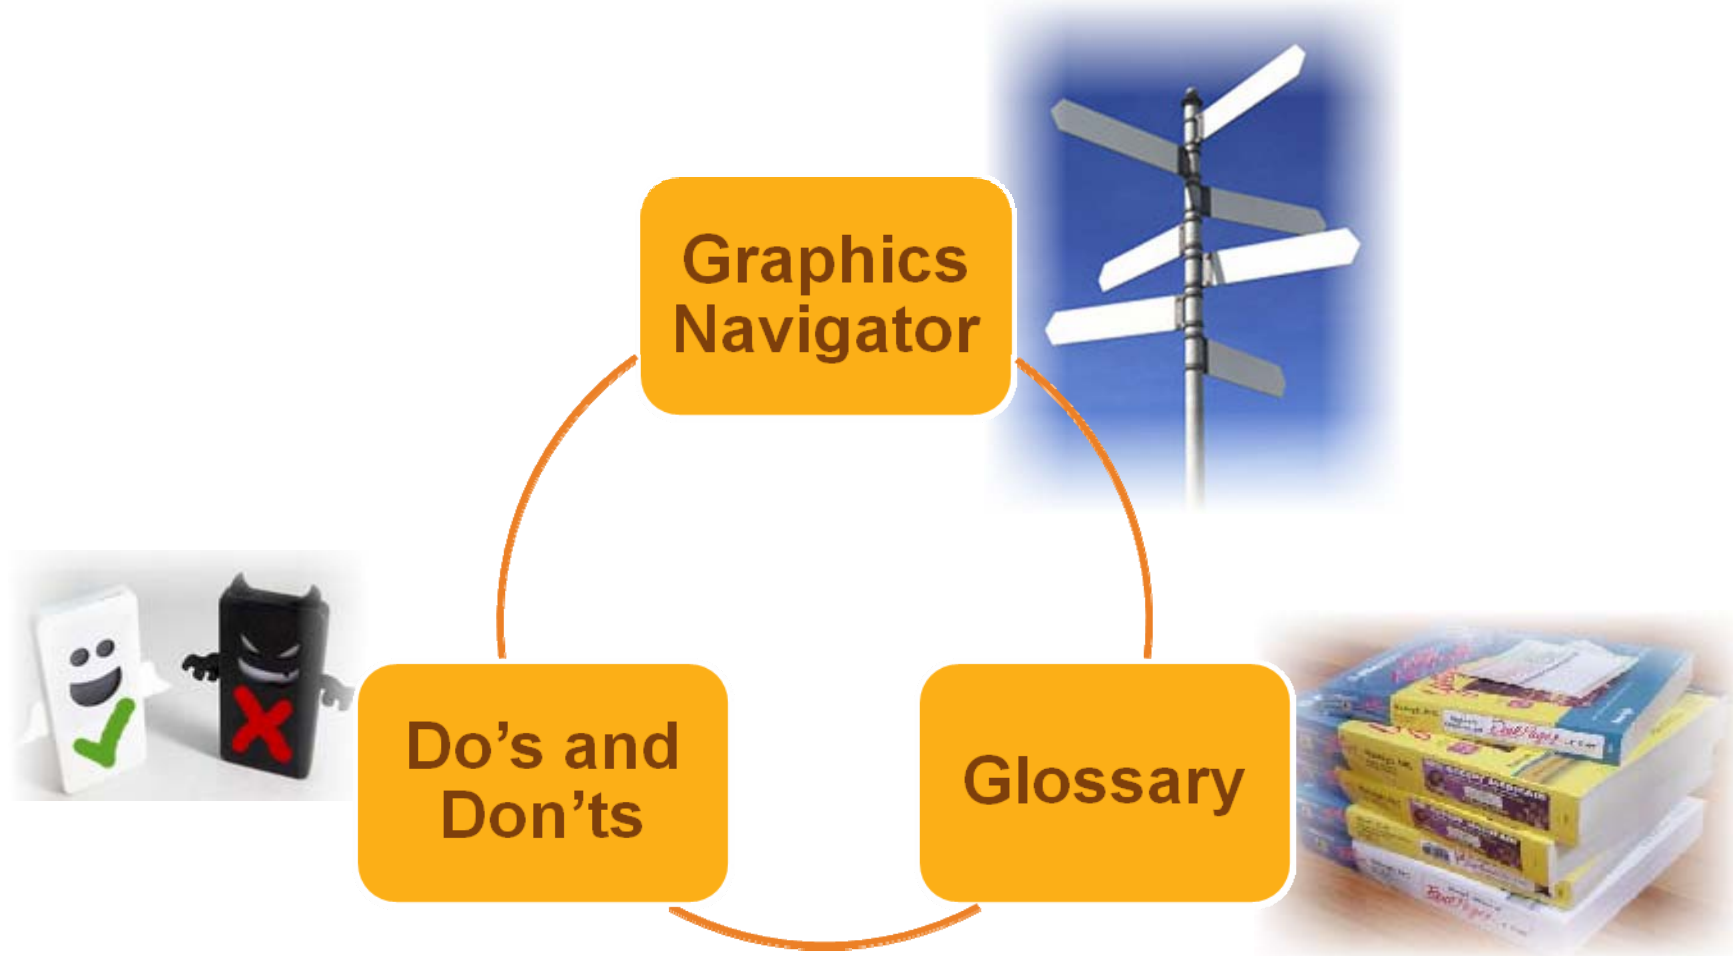 Graphics
Navigator
Do’s and
Don’ts
Glossary